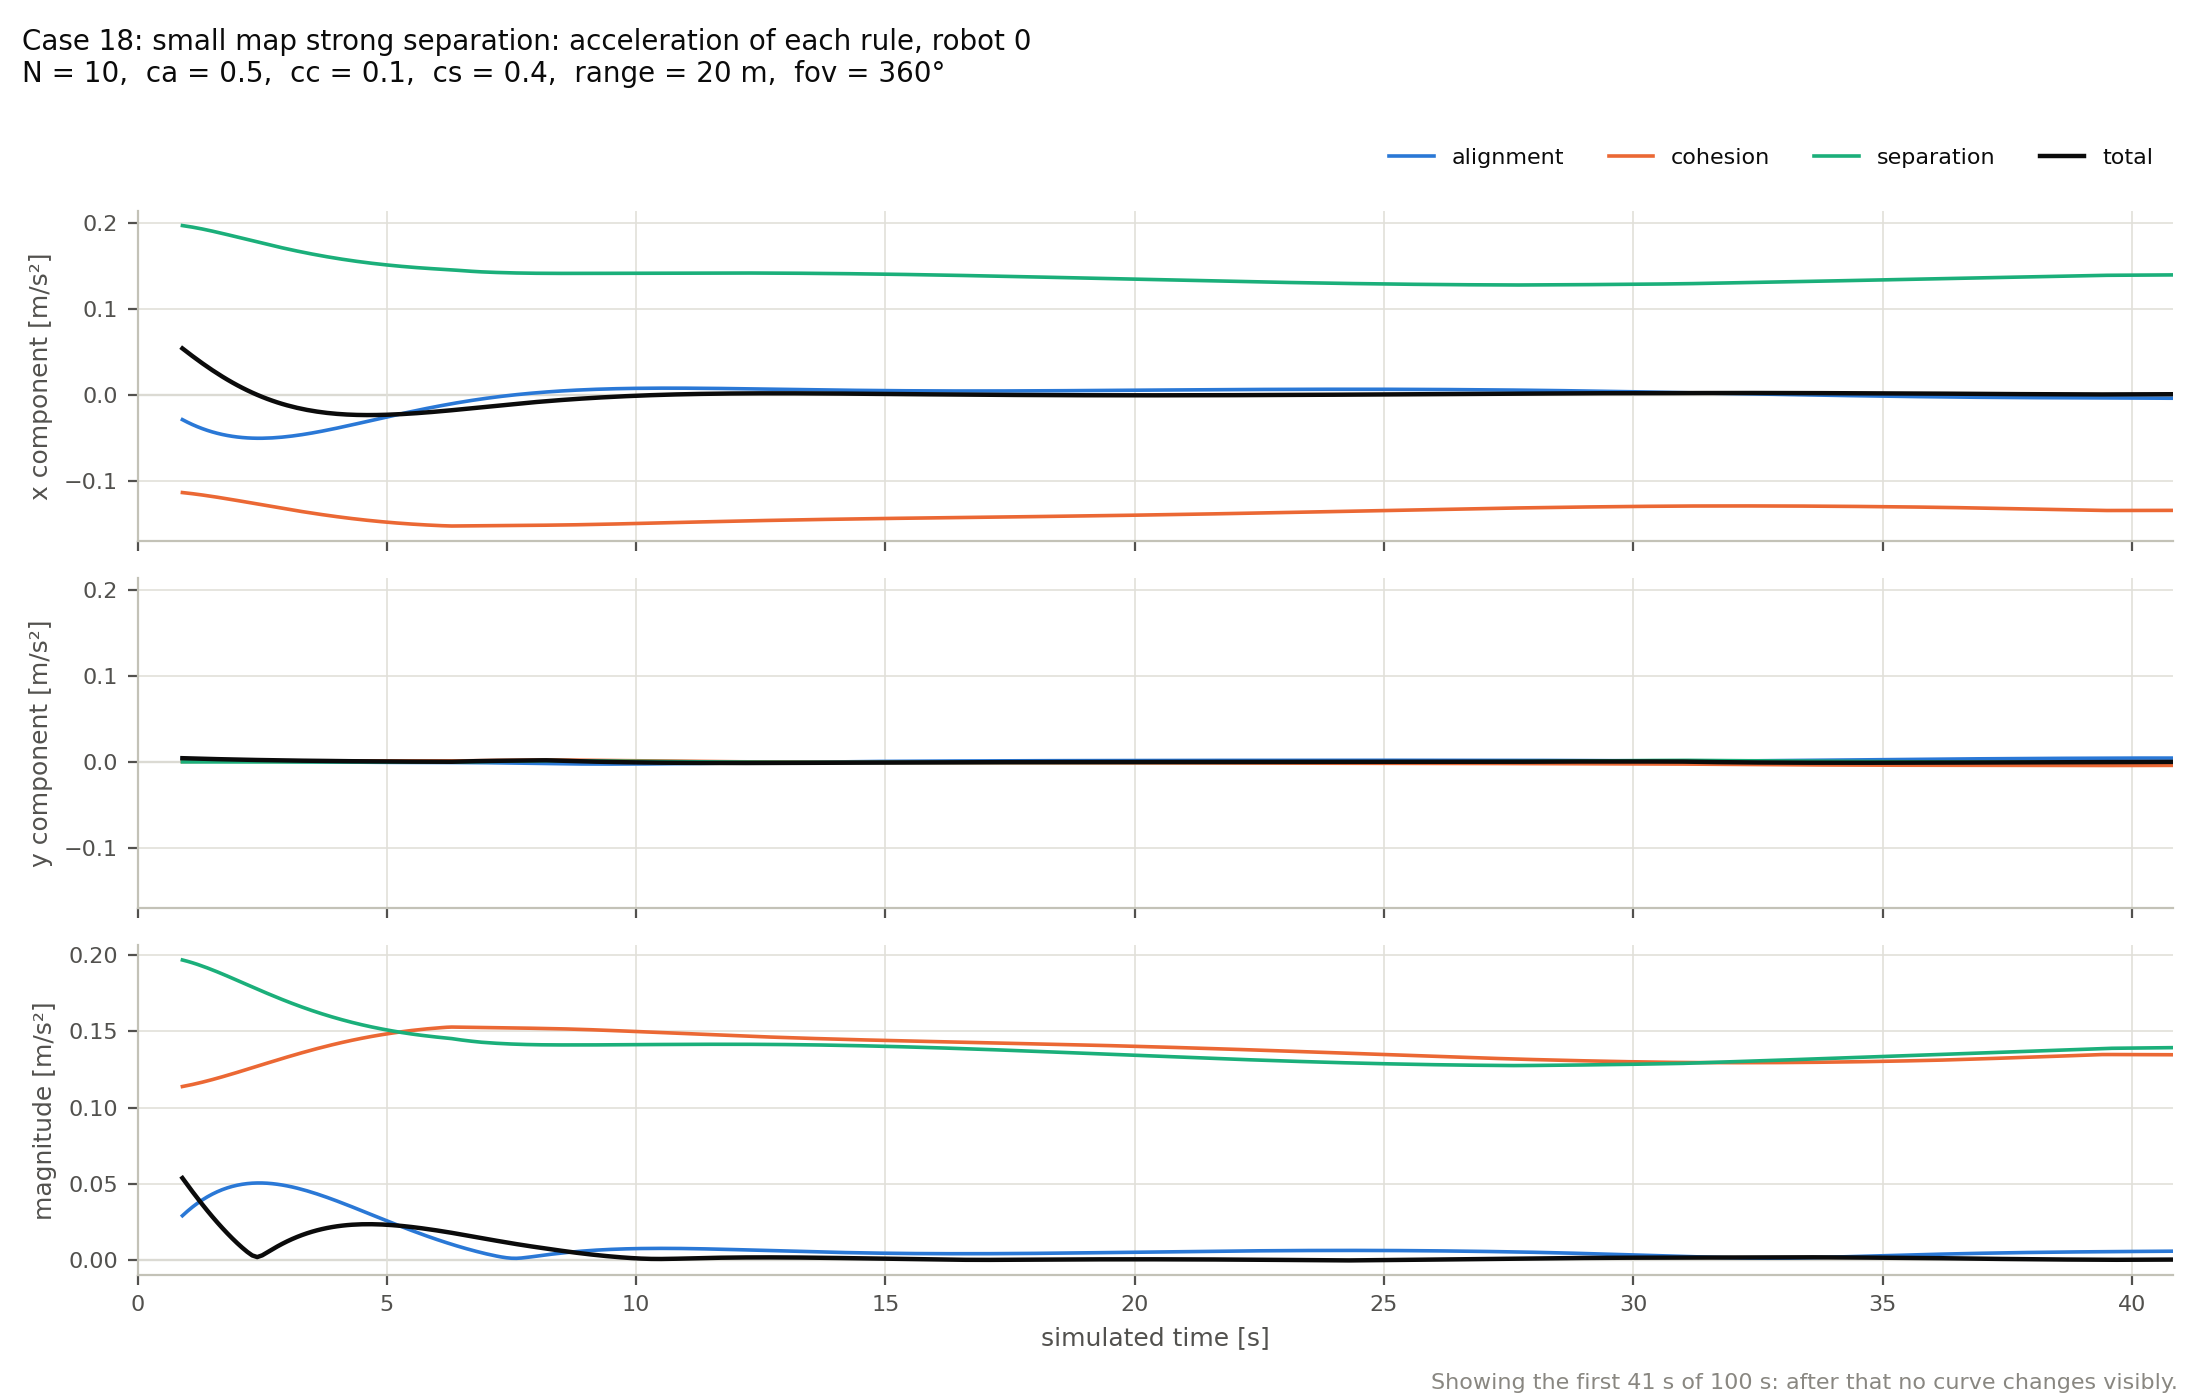 Case 18: small map strong separation: acceleration of each rule, robot 0
N = 10,  ca = 0.5,  cc = 0.1,  cs = 0.4,  range = 20 m,  fov = 360°
alignment
cohesion
separation
total
x component [m/s²]
0.2
0.1
0.0
−0.1
y component [m/s²]
0.2
0.1
0.0
−0.1
magnitude [m/s²]
0.20
0.15
0.10
0.05
0.00
0
5
10
15
20
25
30
35
40
simulated time [s]
Showing the first 41 s of 100 s: after that no curve changes visibly.